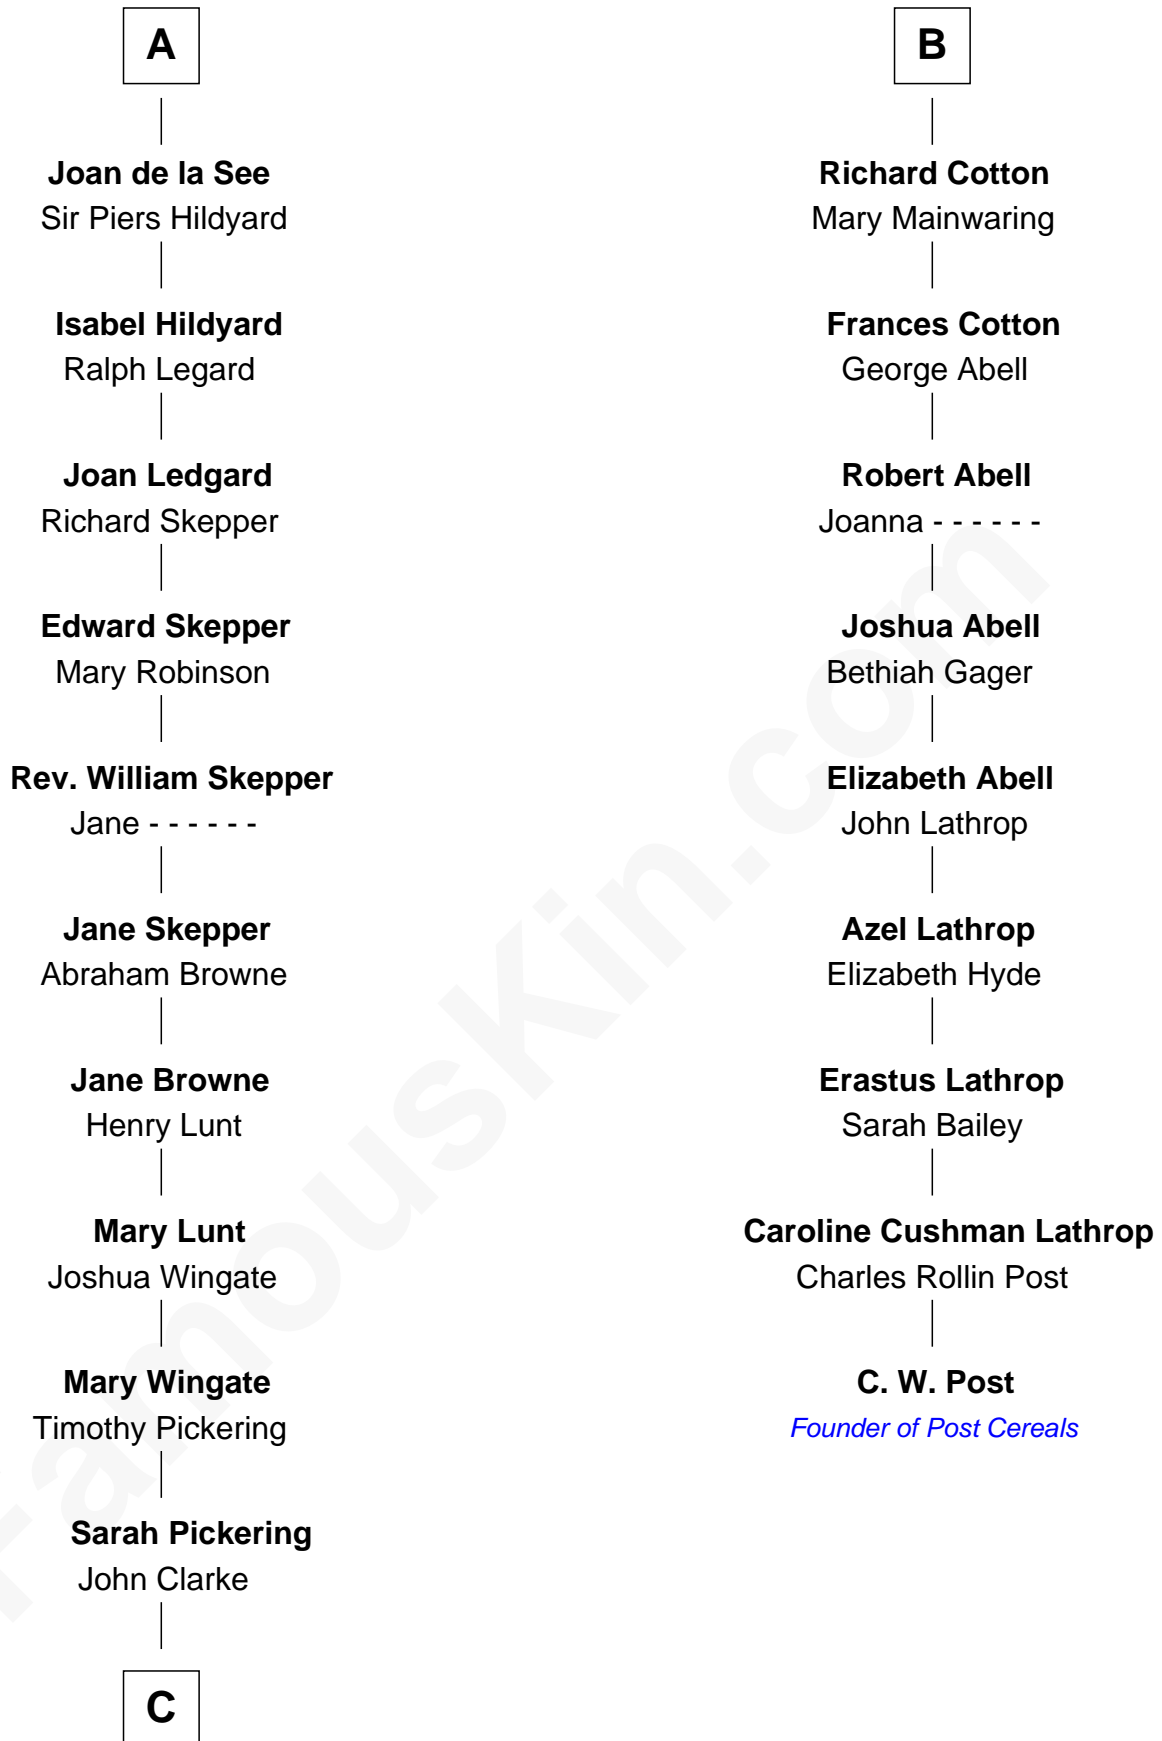 A
Joan de la See
Sir Piers Hildyard
Isabel Hildyard
Ralph Legard
Joan Ledgard
Richard Skepper
Edward Skepper
Mary Robinson
Rev. William Skepper
Jane - - - - - -
Jane Skepper
Abraham Browne
Jane Browne
Henry Lunt
Mary Lunt
Joshua Wingate
Mary Wingate
Timothy Pickering
Sarah Pickering
John Clarke
C
B
Richard Cotton
Mary Mainwaring
Frances Cotton
George Abell
Robert Abell
Joanna - - - - - -
Joshua Abell
Bethiah Gager
Elizabeth Abell
John Lathrop
Azel Lathrop
Elizabeth Hyde
Erastus Lathrop
Sarah Bailey
Caroline Cushman Lathrop
Charles Rollin Post
C. W. Post
Founder of Post Cereals
FamousKin.com